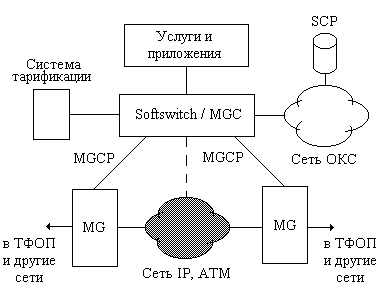 Услуги и
приложения
SCP
Система
тарификации
Softswitch / MGC
Сеть ОКС
MGCP
MGCP
MG
MG
в ТФОП
и другие
сети
Сеть IP, ATM
в ТФОП
и другие
сети